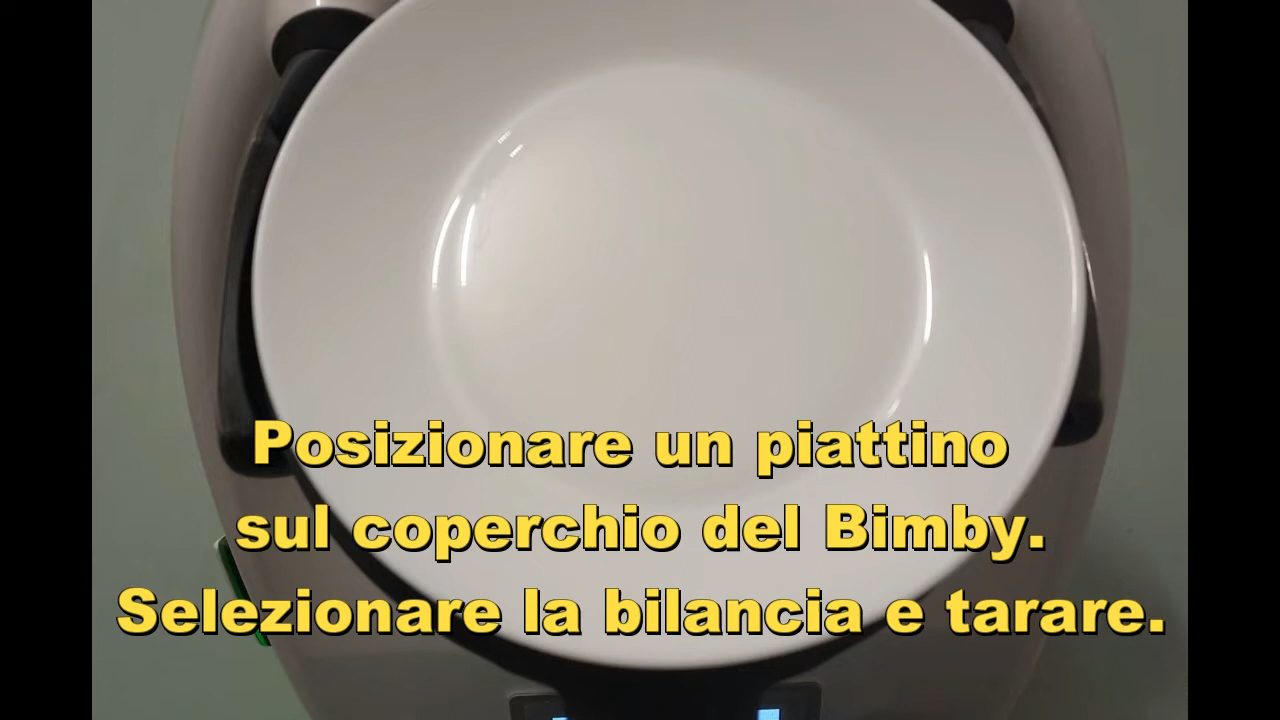 Posizionare un piattino
sul coperchio del Bimby.
Selezionare la bilancia e tarare.